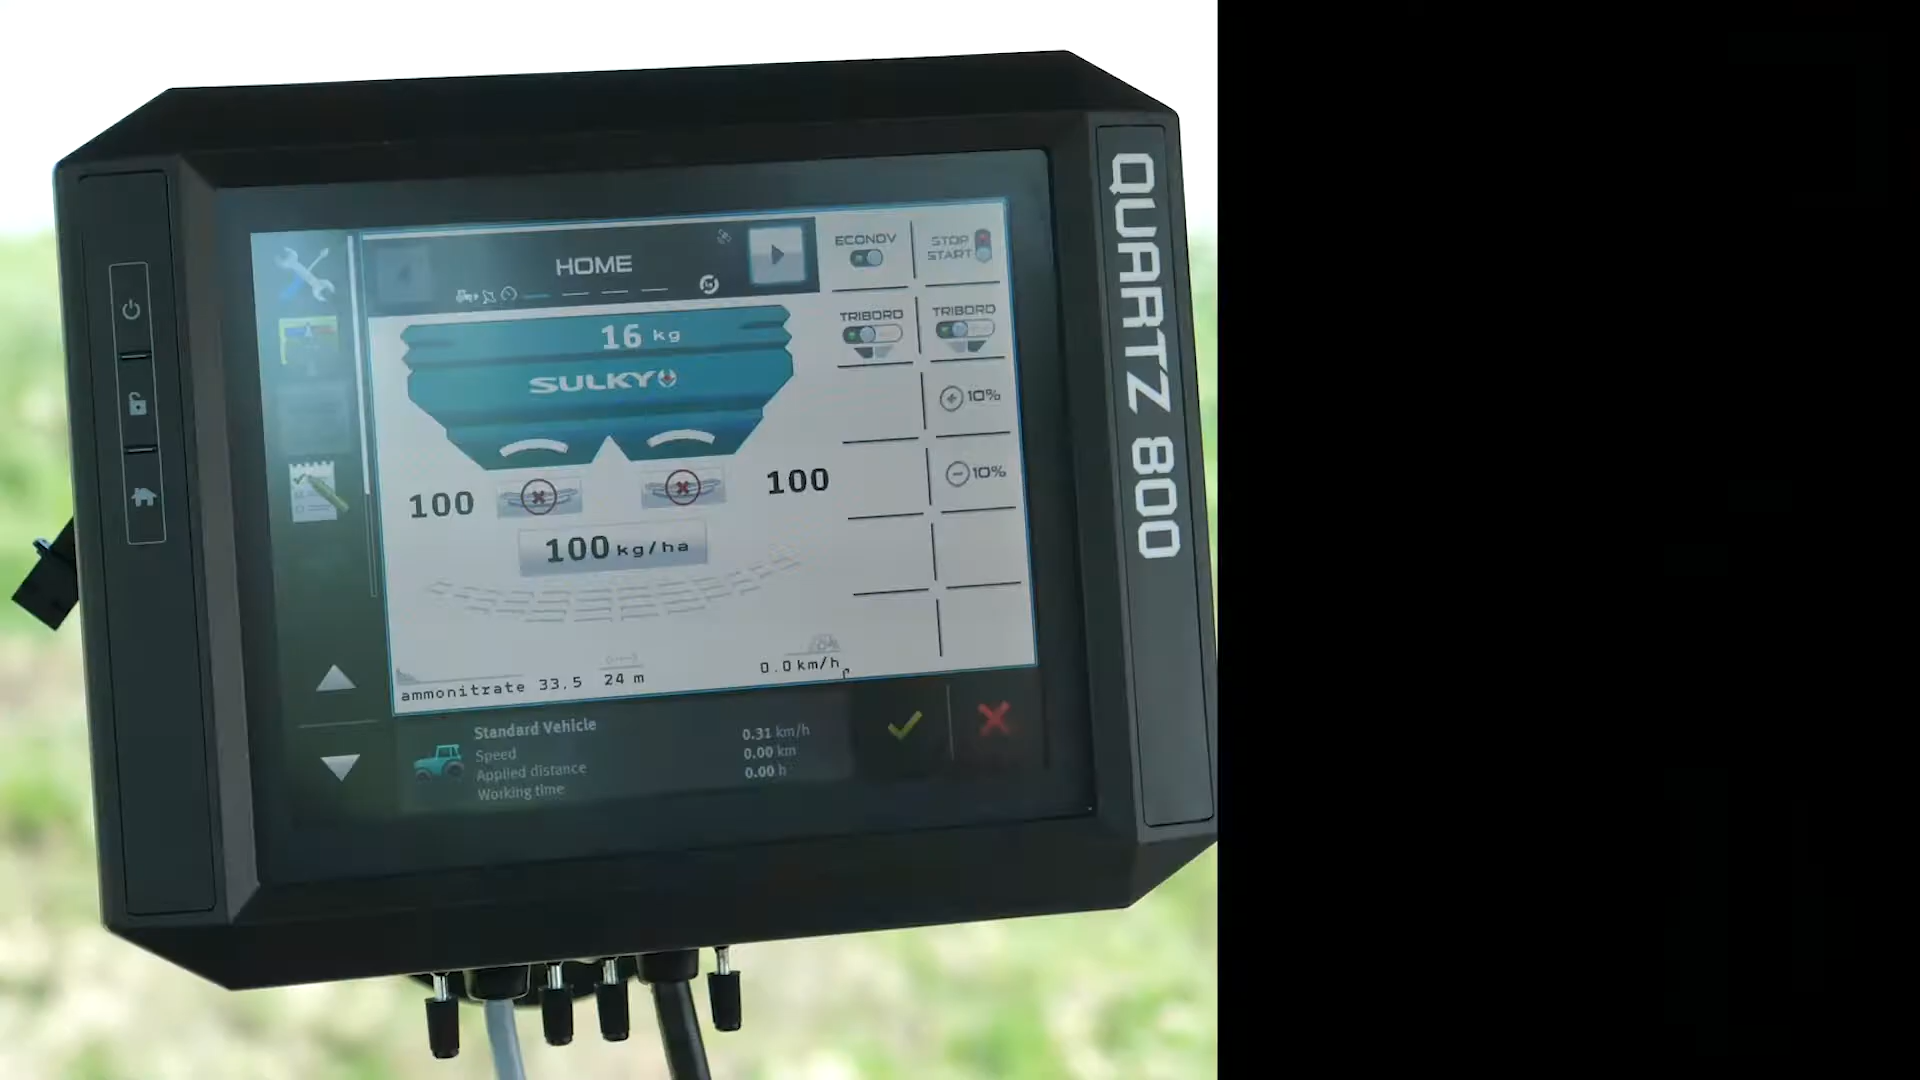 HOME
ECONOV
STOP
START
16 kg
TRIBORD
TRIBORD
SULKY
10%
100
100
10%
100 kg/ha
0.0 km/h
ammonitrate 33.5
24 m
Standard Vehicle
Speed
0.31 km/h
Applied distance
0.00 km
Working time
0.00 h
QUARTZ 800